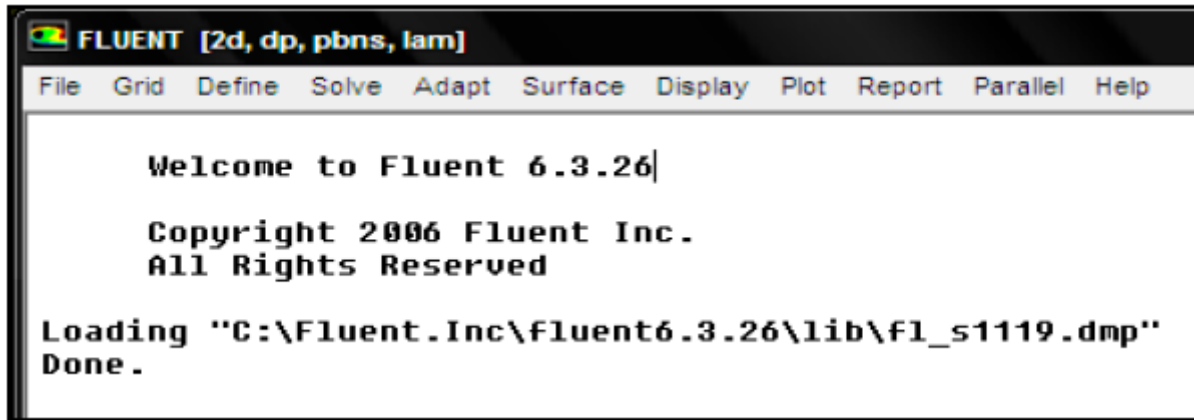 FLUENT [2d, dp, pbns, lam]
File Grid Define Solve Adapt Surface Display Plot Report Parallel Help
Welcome to Fluent 6.3.26
Copyright 2006 Fluent Inc.
All Rights Reserved
Loading "C:\Fluent.Inc\fluent6.3.26\lib\fl_s1119.dmp"
Done.